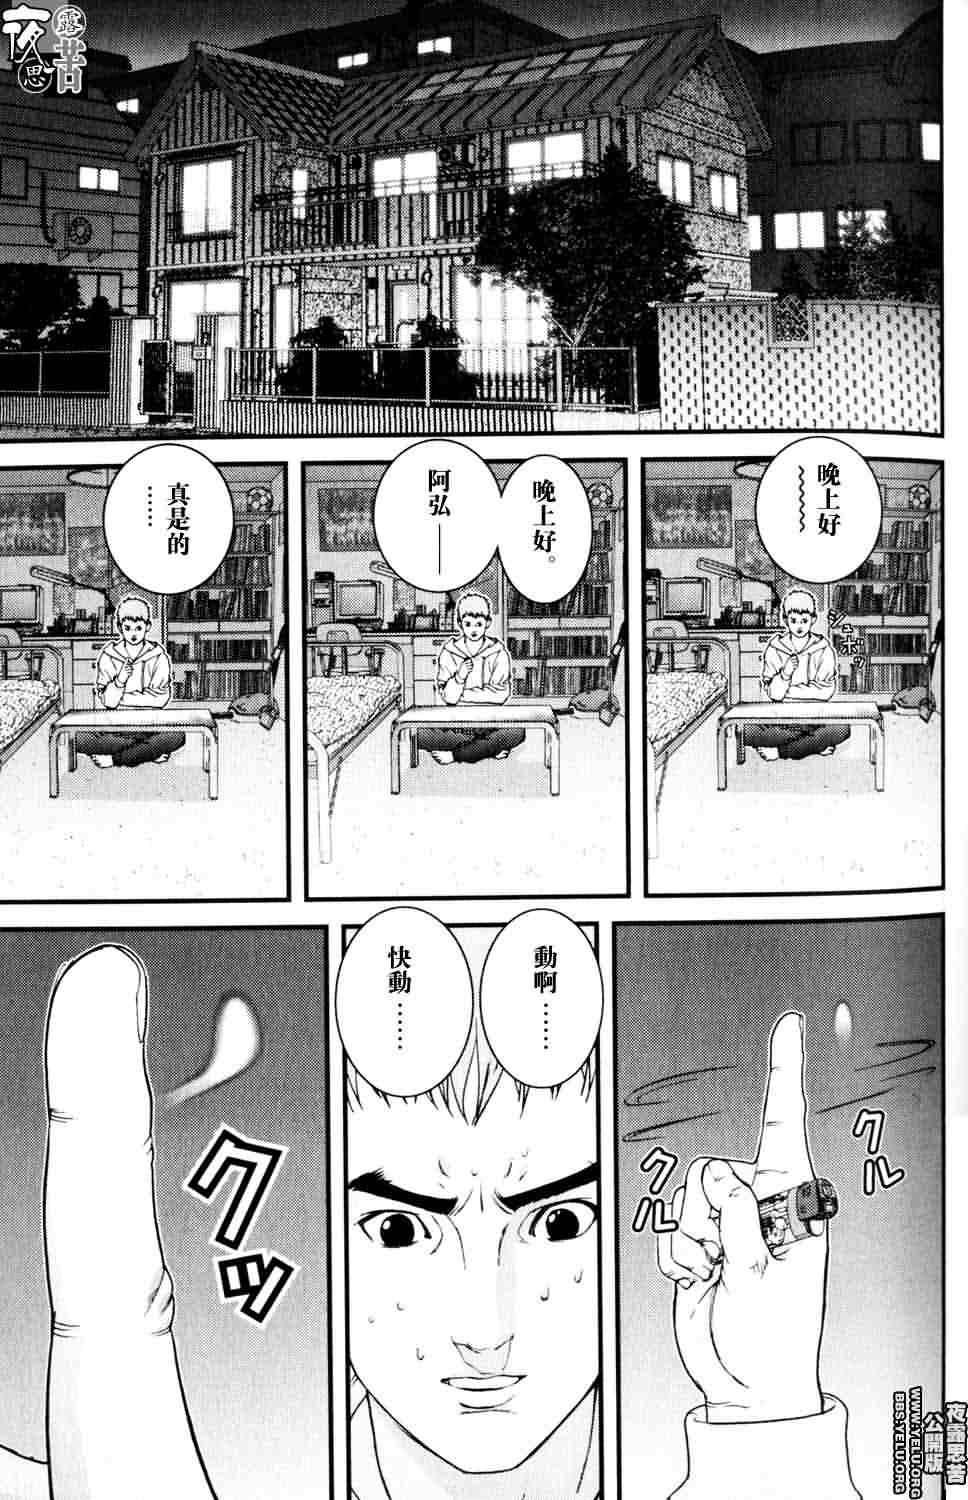 夜露思苦
晚上好
～～～
シュボッ
晚上好。
阿弘——
真是的
……
クルクル
動啊……
快動……
クッ
夜露思苦
公開版
WWW.YELU.ORG
BBS.YELU.ORG